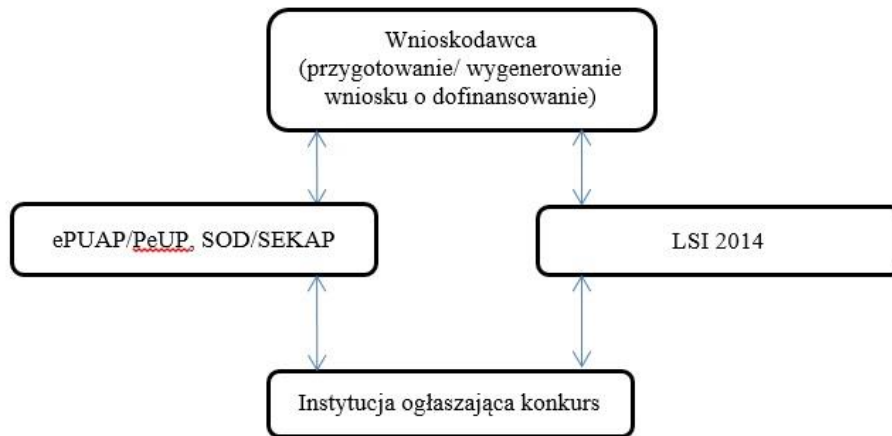 Wnioskodawca
(przygotowanie/ wygenerowanie
wniosku o dofinansowanie)
ePUAP/PeUP, SOD/SEKAP
LSI 2014
Instytucja ogłaszająca konkurs